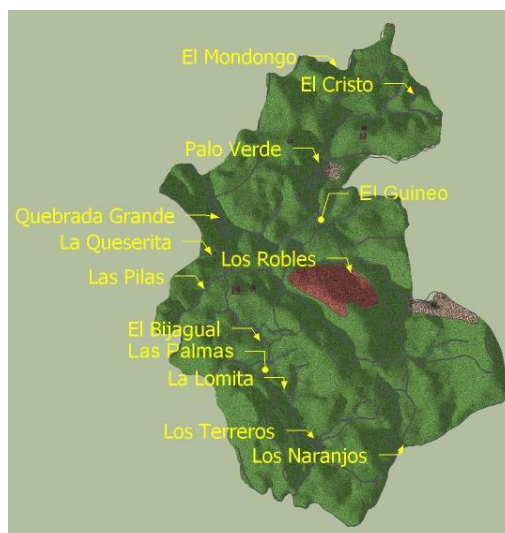 El Mondongo
El Cristo
Palo Verde
El Guineo
Quebrada Grande
La Queserita
Los Robles
Las Pilas
El Bijagual
Las Palmas
La Lomita
Los Terreros
Los Naranjos